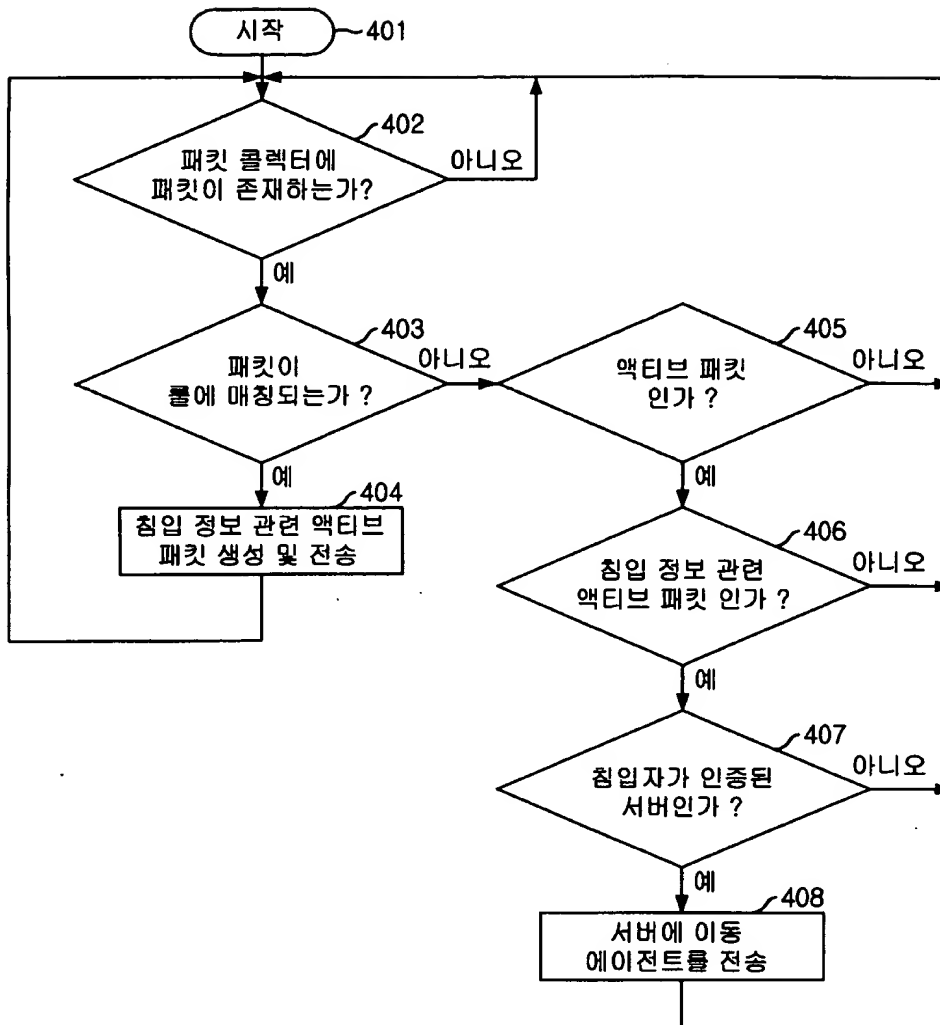 시작
401
402
패킷 콜렉터에
패킷이 존재하는가?
아니오
예
403
패킷이
룰에 매칭되는가 ?
아니오
예
404
침입 정보 관련 액티브
패킷 생성 및 전송
405
액티브 패킷
인가 ?
아니오
예
406
침입 정보 관련
액티브 패킷 인가 ?
아니오
예
407
침입자가 인증된
서버인가 ?
아니오
예
408
서버에 이동
에이전트를 전송